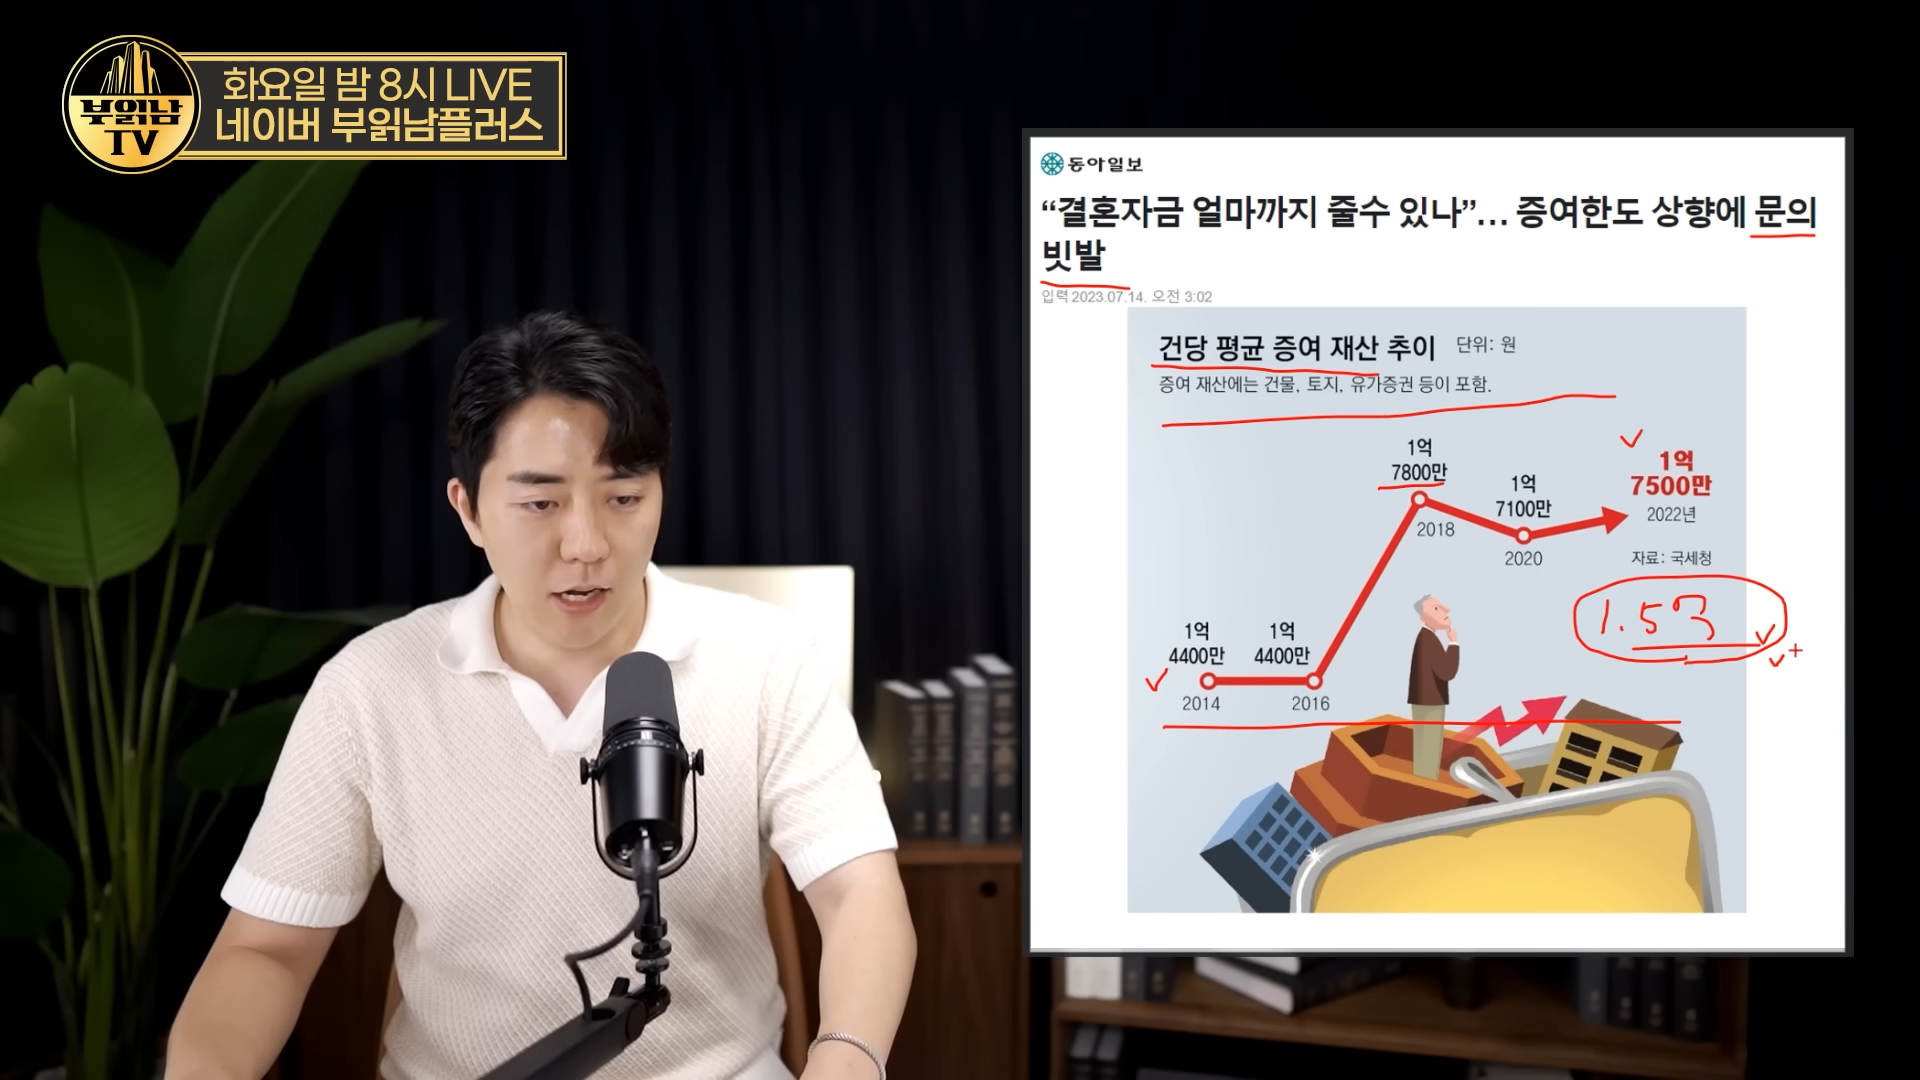 부읽남
TV
화요일 밤 8시 LIVE
네이버 부읽남플러스
동아일보
“결혼자금 얼마까지 줄수 있나”… 증여한도 상향에 문의
빗발
입력 2023.07.14. 오전 3:02
건당 평균 증여 재산 추이 단위: 원
증여 재산에는 건물, 토지, 유가증권 등이 포함.
1억
7800만
2018
1억
7100만
2020
1억
7500만
2022년
자료: 국세청
1.5억
1억
4400만
2014
1억
4400만
2016